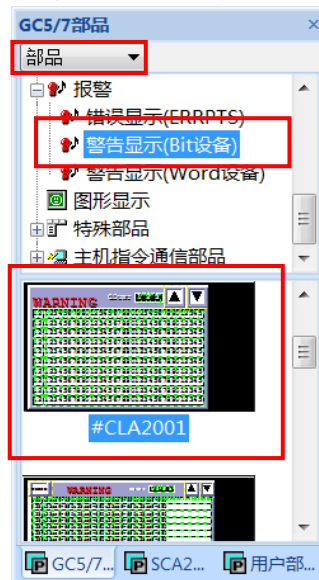 GC5/7部品
部品
报警
错误显示(ERRPTS)
警告显示(Bit设备)
警告显示(Word设备)
图形显示
特殊部品
主机指令通信部品
WARNING
#CLA2001
WARNING
GC5/7... SCA2... 用户部...